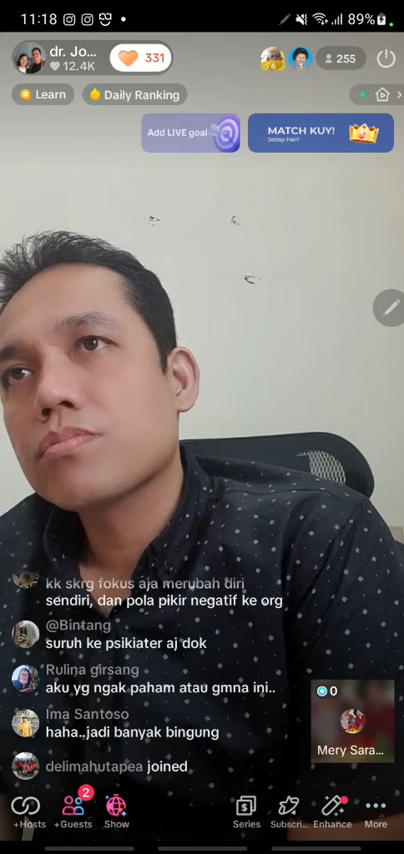 11:18
89%
dr. Jo...
12.4K
331
6
255
Learn
Daily Ranking
Add LIVE goal
MATCH KUY!
Setiap Hari!
kk skrg fokus aja merubah diri
sendiri, dan pola pikir negatif ke org
@Bintang
suruh ke psikiater aj dok
Rulina girsang
aku yg ngak paham atau gmna ini..
Ima Santoso
haha..jadi banyak bingung
delimahutapea joined
0
Mery Sara...
2
+Hosts
+Guests
Show
Series
Subscri...
Enhance
More